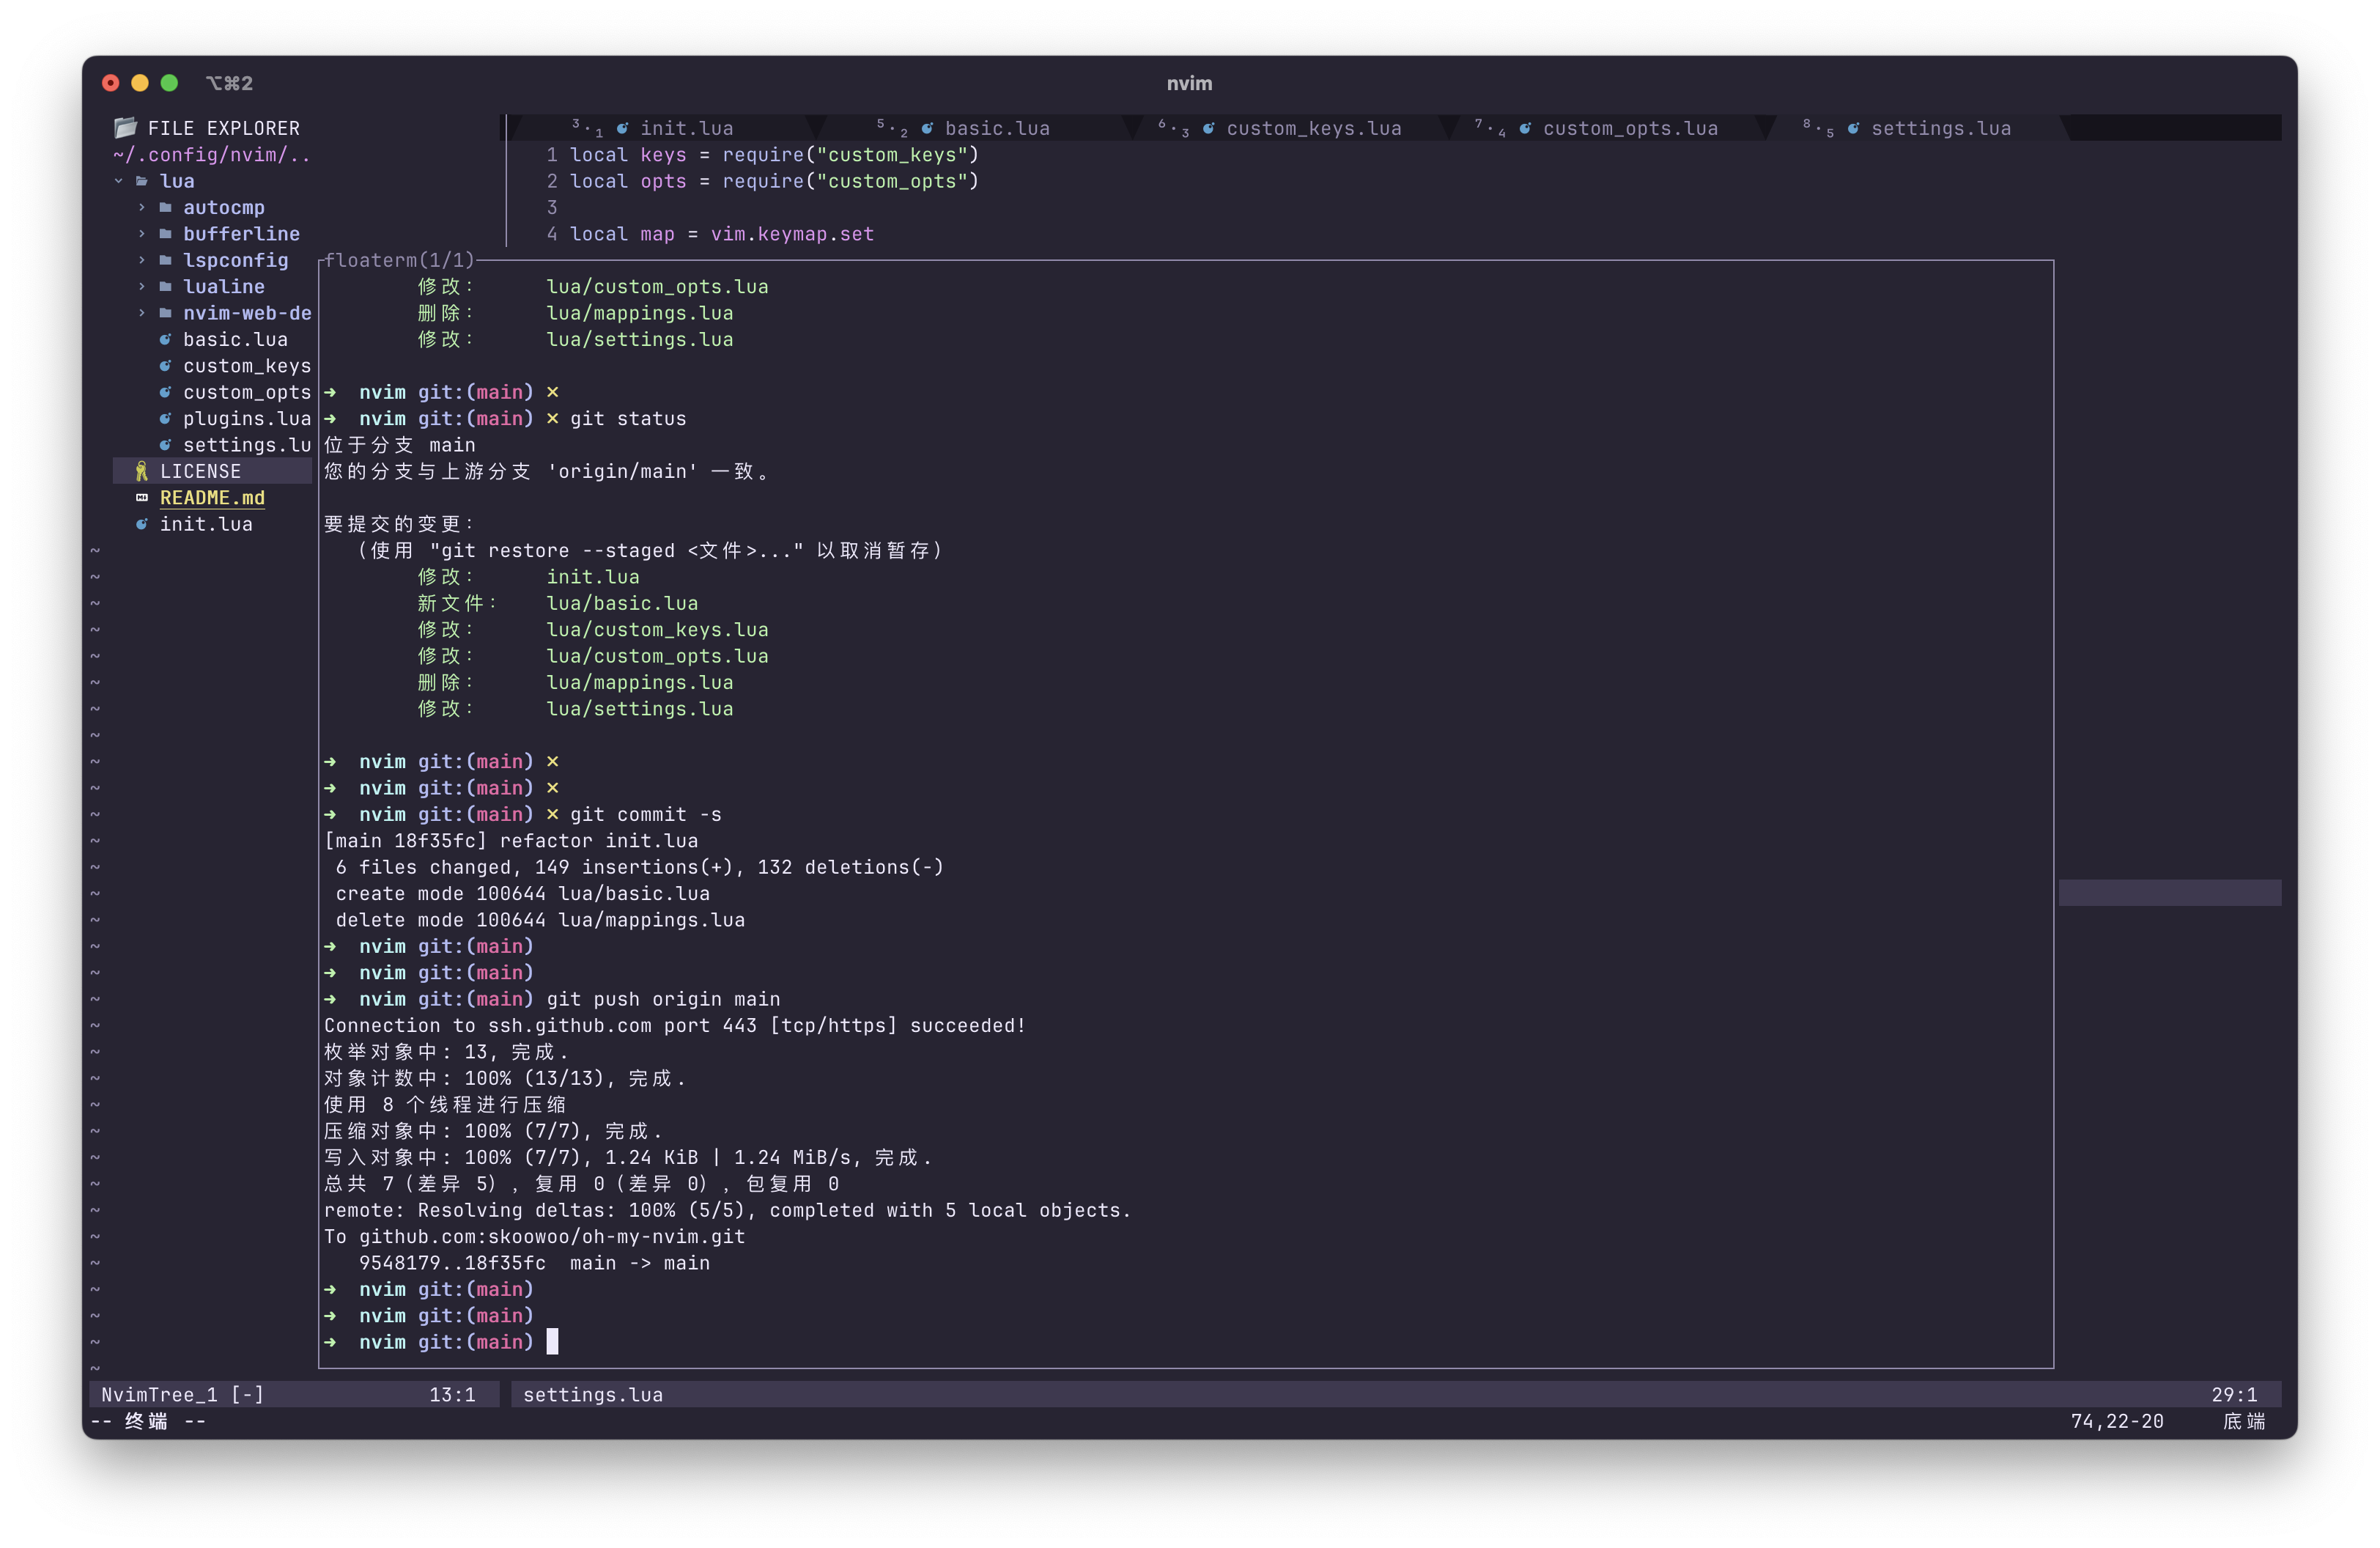 ⌥⌘2
nvim
FILE EXPLORER
~/.config/nvim/..
lua
autocmp
bufferline
lspconfig
lualine
nvim-web-de
basic.lua
custom_keys
custom_opts
plugins.lua
settings.lu
LICENSE
README.md
init.lua
3·1 init.lua 5·2 basic.lua 6·3 custom_keys.lua 7·4 custom_opts.lua 8·5 settings.lua
1 local keys = require("custom_keys")
2 local opts = require("custom_opts")
3
4 local map = vim.keymap.set
floaterm(1/1)
修改： lua/custom_opts.lua
删除： lua/mappings.lua
修改： lua/settings.lua
➜ nvim git:(main) ✗
➜ nvim git:(main) ✗ git status
位于分支 main
您的分支与上游分支 'origin/main' 一致。
要提交的变更：
（使用 "git restore --staged <文件>..." 以取消暂存）
修改： init.lua
新文件： lua/basic.lua
修改： lua/custom_keys.lua
修改： lua/custom_opts.lua
删除： lua/mappings.lua
修改： lua/settings.lua
➜ nvim git:(main) ✗
➜ nvim git:(main) ✗
➜ nvim git:(main) ✗ git commit -s
[main 18f35fc] refactor init.lua
6 files changed, 149 insertions(+), 132 deletions(-)
create mode 100644 lua/basic.lua
delete mode 100644 lua/mappings.lua
➜ nvim git:(main)
➜ nvim git:(main)
➜ nvim git:(main) git push origin main
Connection to ssh.github.com port 443 [tcp/https] succeeded!
枚举对象中: 13, 完成.
对象计数中: 100% (13/13), 完成.
使用 8 个线程进行压缩
压缩对象中: 100% (7/7), 完成.
写入对象中: 100% (7/7), 1.24 KiB | 1.24 MiB/s, 完成.
总共 7（差异 5），复用 0（差异 0），包复用 0
remote: Resolving deltas: 100% (5/5), completed with 5 local objects.
To github.com:skoowoo/oh-my-nvim.git
9548179..18f35fc main -> main
➜ nvim git:(main)
➜ nvim git:(main)
➜ nvim git:(main)
NvimTree_1 [-] 13:1 settings.lua 29:1
-- 终端 -- 74,22-20 底端